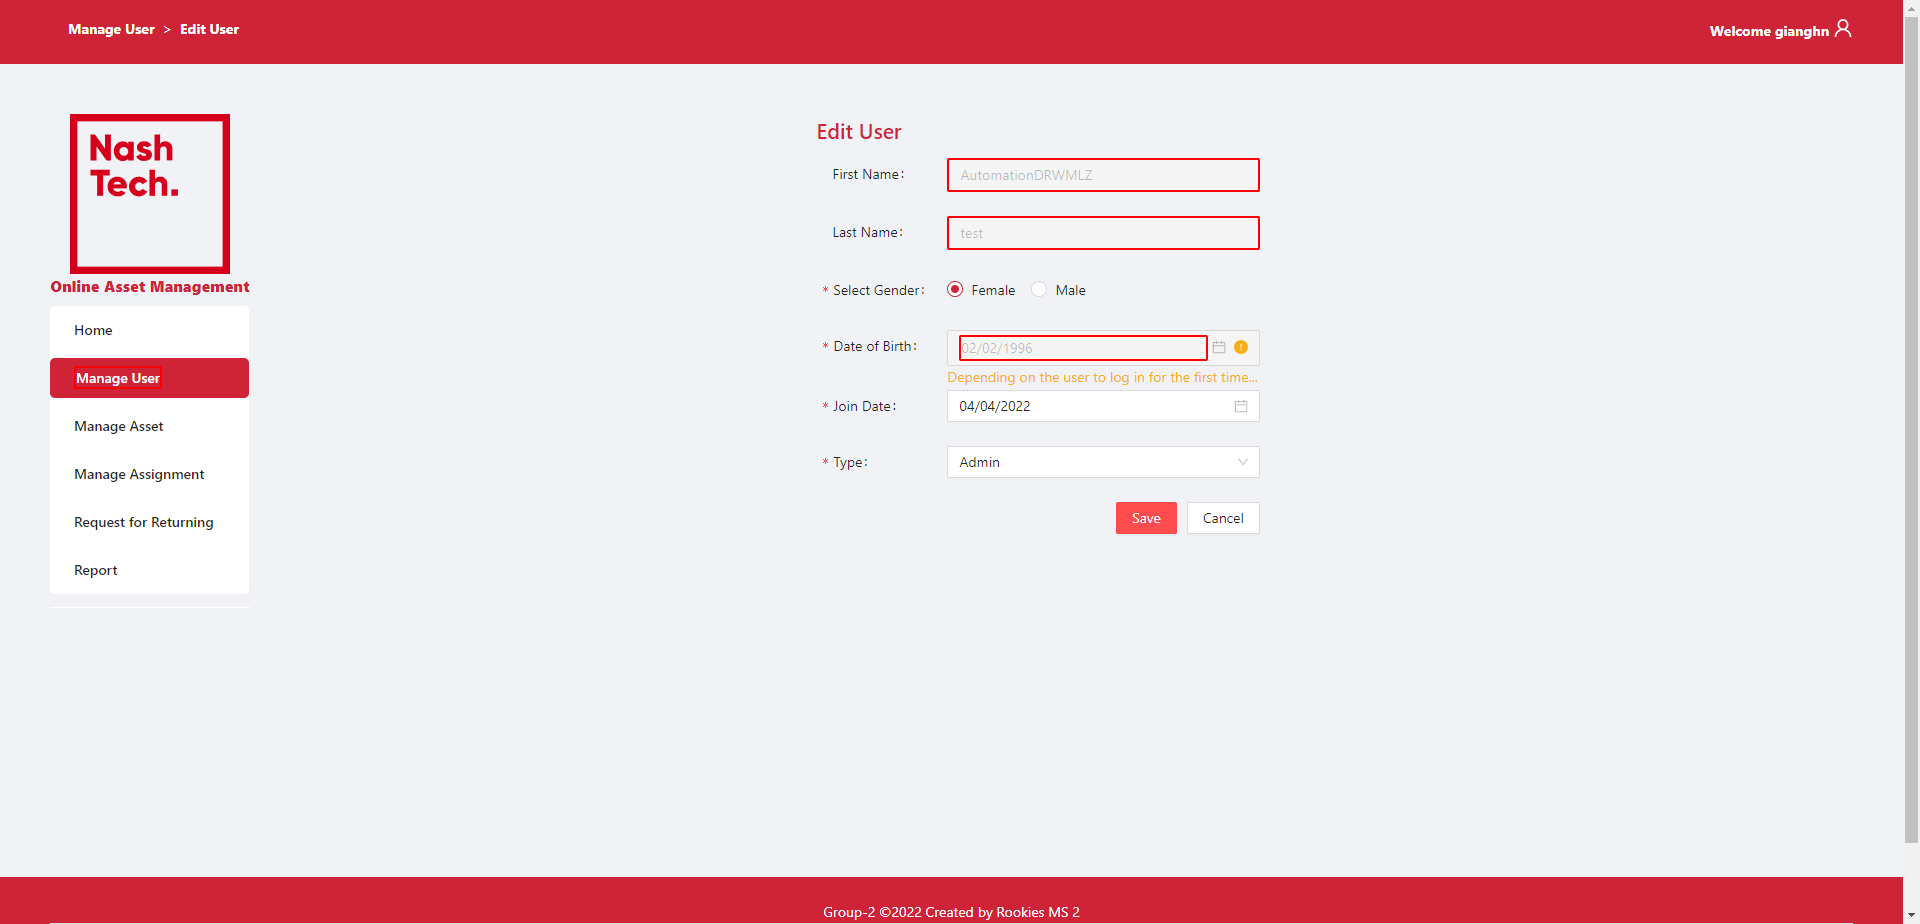 Manage User > Edit User
Welcome gianghn
Nash
Tech.
Online Asset Management
Home
Manage User
Manage Asset
Manage Assignment
Request for Returning
Report
Edit User
First Name:
AutomationDRWMLZ
Last Name:
test
* Select Gender:
Female
Male
* Date of Birth:
02/02/1996
Depending on the user to log in for the first time...
* Join Date:
04/04/2022
* Type:
Admin
Save
Cancel
Group-2 ©2022 Created by Rookies MS 2